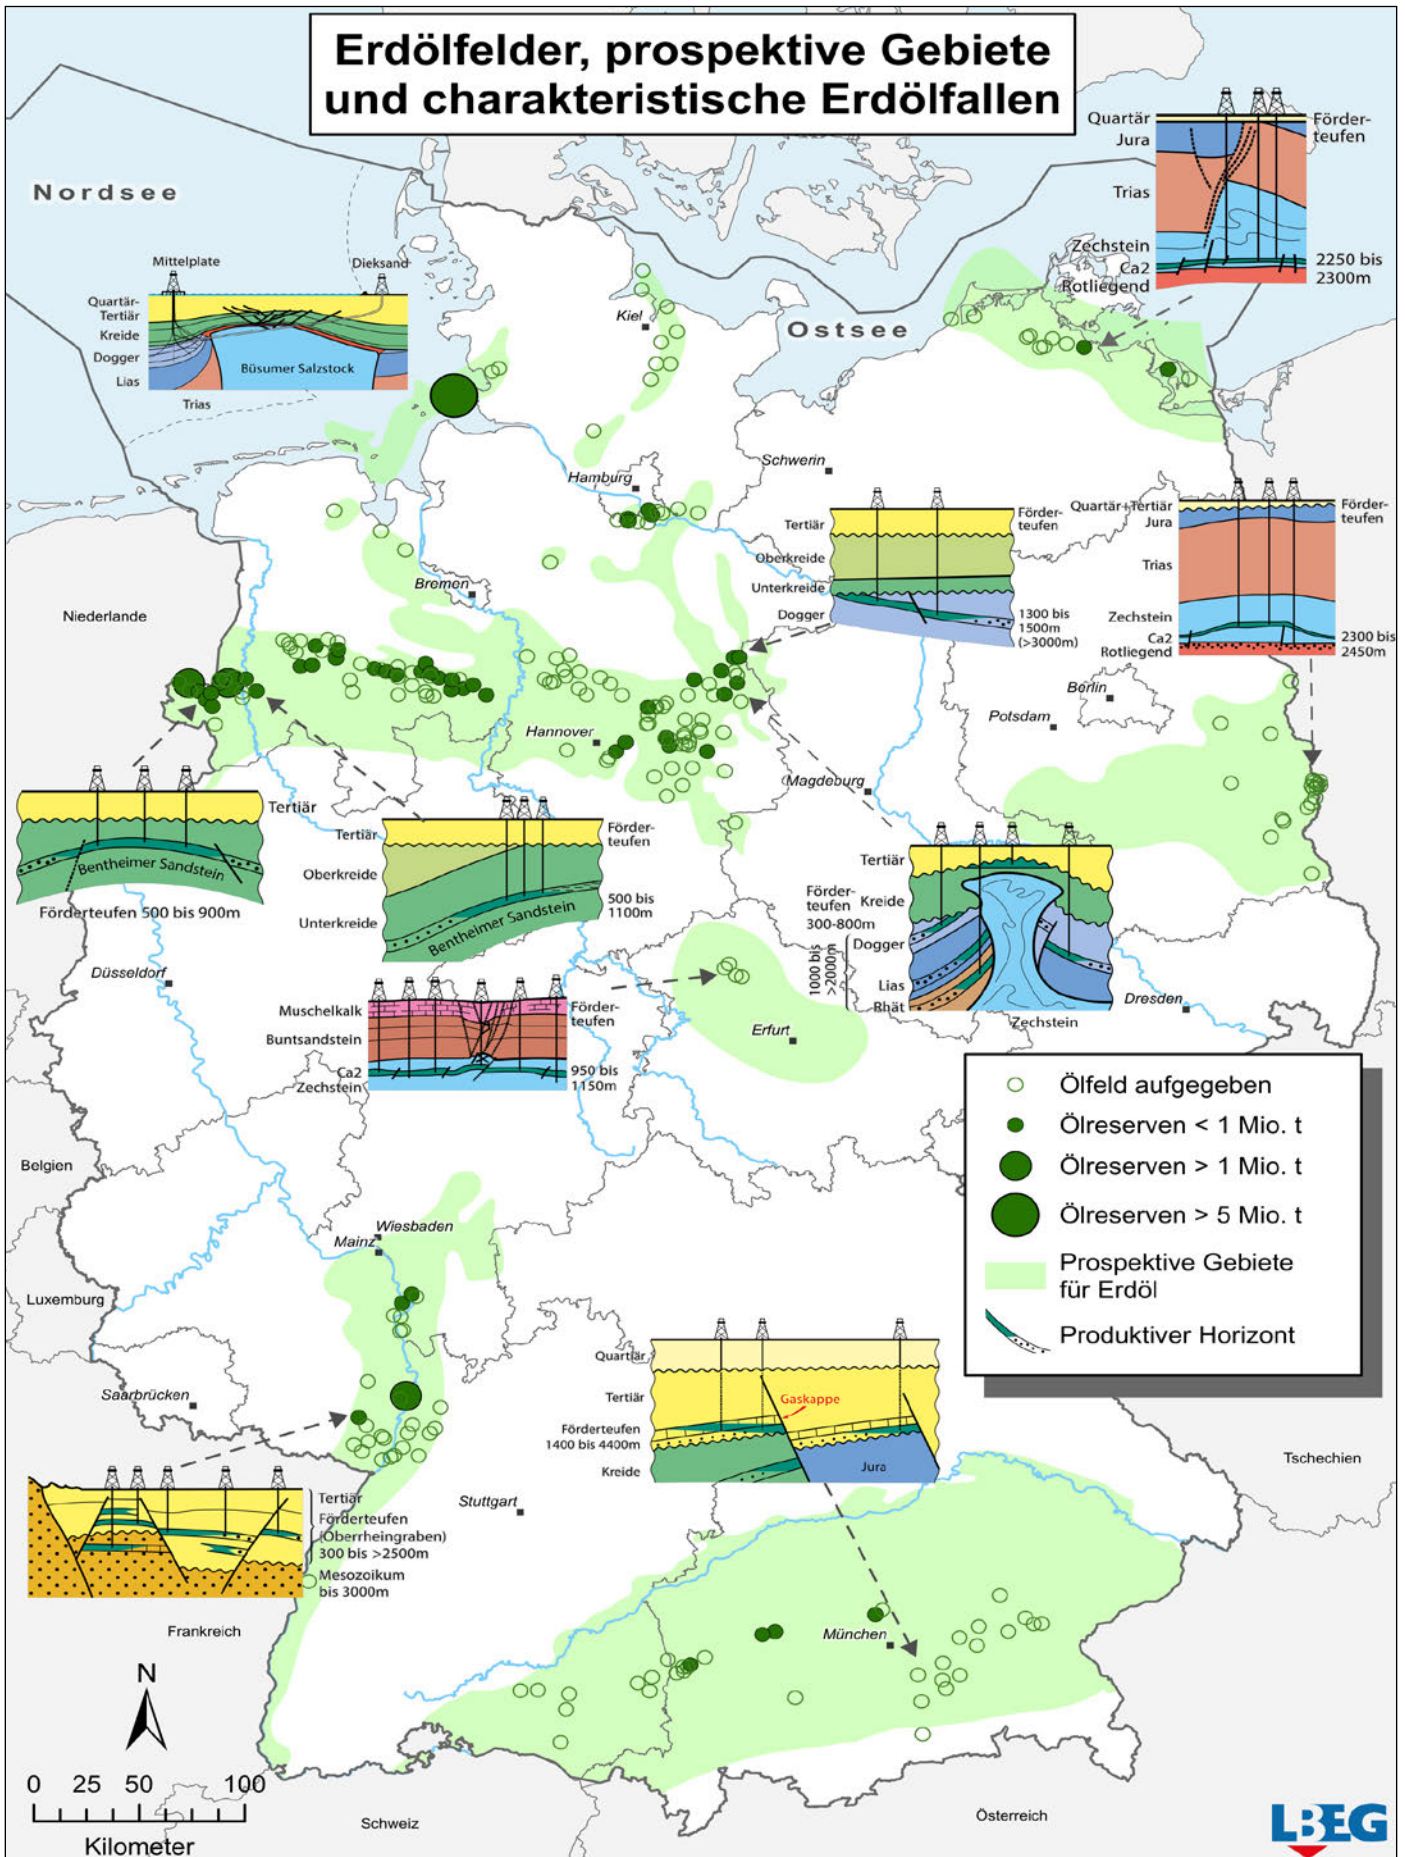 Erdölfelder, prospektive Gebiete
und charakteristische Erdölfallen
Nordsee
Ostsee
Quartär
Jura
Trias
Zechstein
Ca2
Rotliegend
Förder-
teufen
2250 bis
2300m
Mittelplate
Dieksand
Quartär-
Tertiär
Kreide
Dogger
Lias
Trias
Büsumer Salzstock
Kiel
Schwerin
Hamburg
Bremen
Niederlande
Tertiär
Oberkreide
Unterkreide
Dogger
Förder-
teufen
1300 bis
1500m
(>3000m)
Quartär+Tertiär
Jura
Trias
Zechstein
Ca2
Rotliegend
Förder-
teufen
2300 bis
2450m
Berlin
Potsdam
Hannover
Magdeburg
Tertiär
Bentheimer Sandstein
Förderteufen 500 bis 900m
Tertiär
Oberkreide
Unterkreide
Förder-
teufen
500 bis
1100m
Bentheimer Sandstein
Tertiär
Förder-
teufen
300-800m
Kreide
Dogger
1000 bis
>2000m
Lias
Rhät
Zechstein
Düsseldorf
Dresden
Erfurt
Muschelkalk
Buntsandstein
Ca2
Zechstein
Förder-
teufen
950 bis
1150m
Ölfeld aufgegeben
Ölreserven < 1 Mio. t
Ölreserven > 1 Mio. t
Ölreserven > 5 Mio. t
Prospektive Gebiete
für Erdöl
Produktiver Horizont
Belgien
Luxemburg
Wiesbaden
Mainz
Saarbrücken
Quartiär
Tertiär
Förderteufen
1400 bis 4400m
Kreide
Gaskappe
Jura
Tschechien
Stuttgart
Tertiär
Förderteufen
(Oberrheingraben)
300 bis >2500m
Mesozoikum
bis 3000m
Frankreich
München
N
0 25 50 100
Kilometer
Schweiz
Österreich
LBEG